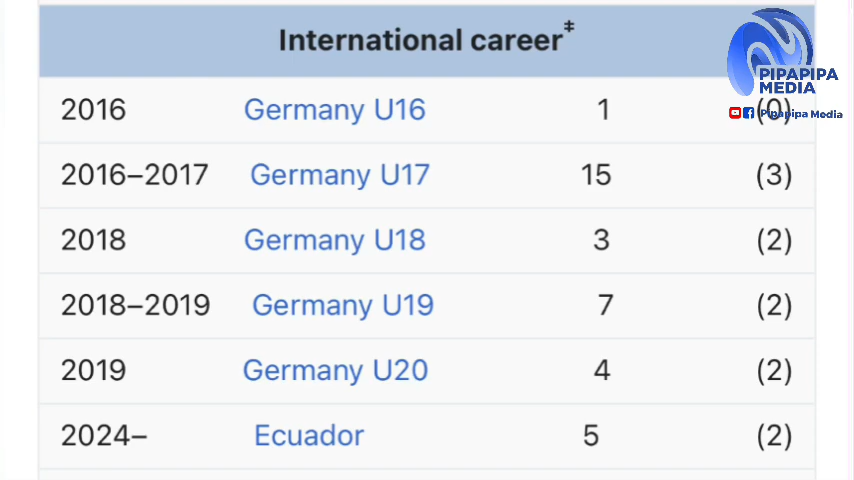 International career‡
2016 Germany U16 1 (0)
2016–2017 Germany U17 15 (3)
2018 Germany U18 3 (2)
2018–2019 Germany U19 7 (2)
2019 Germany U20 4 (2)
2024– Ecuador 5 (2)
PIPAPIPA
MEDIA
Pipapipa Media